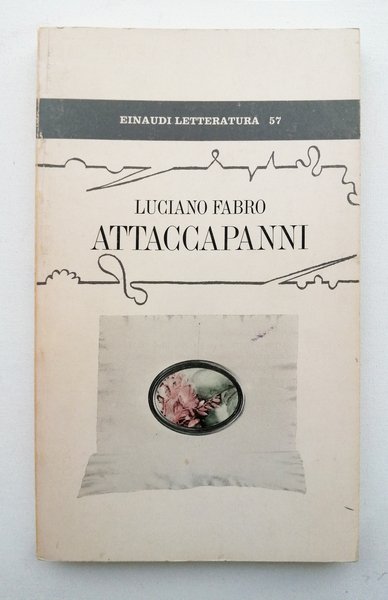 EINAUDI LETTERATURA 57
LUCIANO FABRO
ATTACCAPANNI